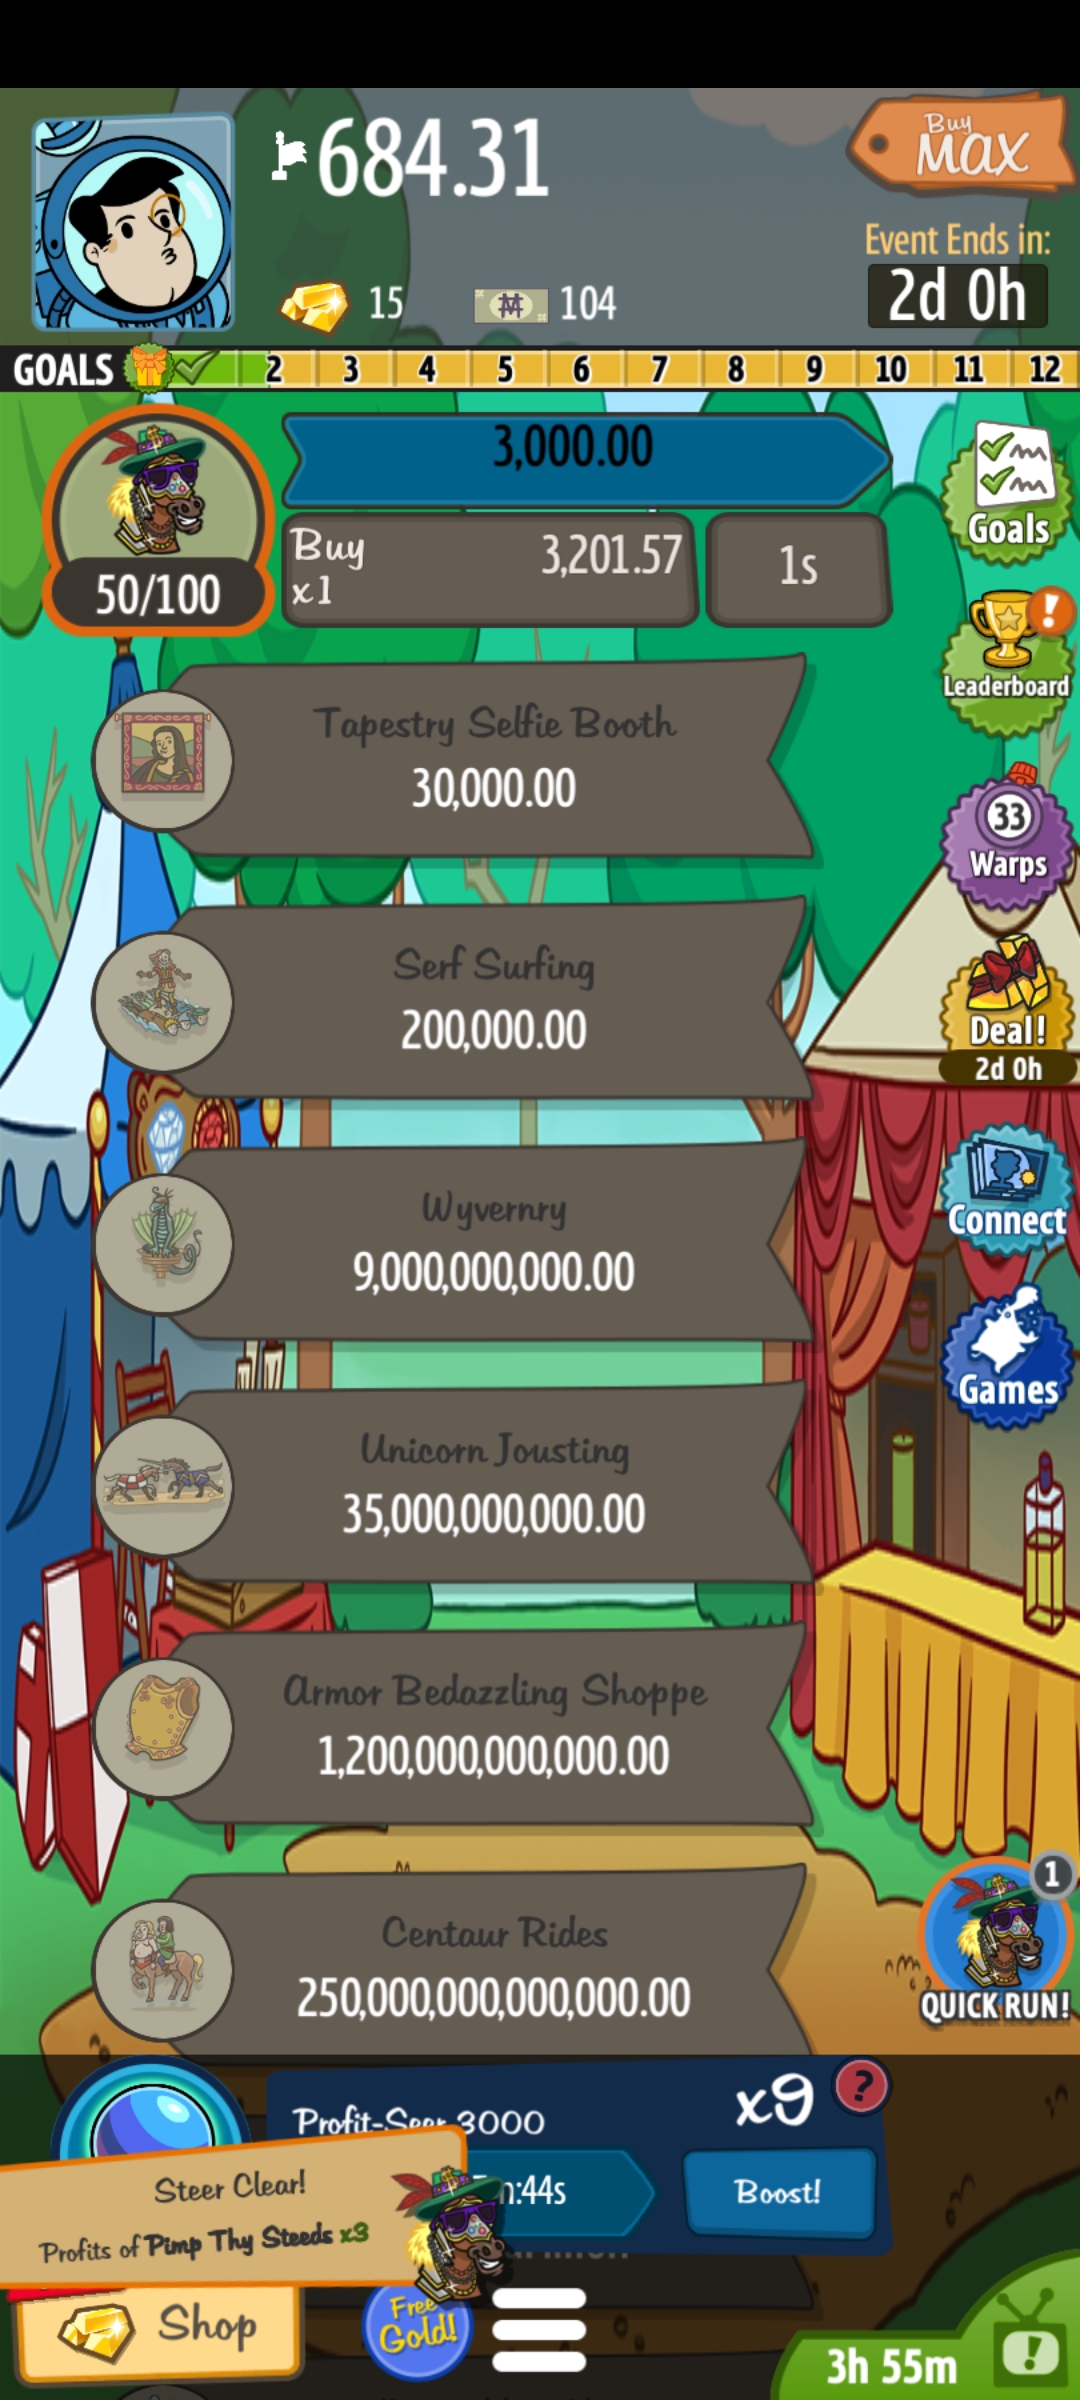 684.31
Buy
MAX
15
104
Event Ends in:
2d 0h
GOALS 2 3 4 5 6 7 8 9 10 11 12
3,000.00
50/100
Buy
x1
3,201.57
1s
Goals
Leaderboard
Tapestry Selfie Booth
30,000.00
33
Warps
Serf Surfing
200,000.00
Deal!
2d 0h
Wyvernry
9,000,000,000.00
Connect
Games
Unicorn Jousting
35,000,000,000.00
Armor Bedazzling Shoppe
1,200,000,000,000.00
1
QUICK RUN!
Centaur Rides
250,000,000,000,000.00
Profit-Seer 3000
x9
?
:44s
Boost!
Steer Clear!
Profits of Pimp Thy Steeds x3
Shop
Free
Gold!
3h 55m